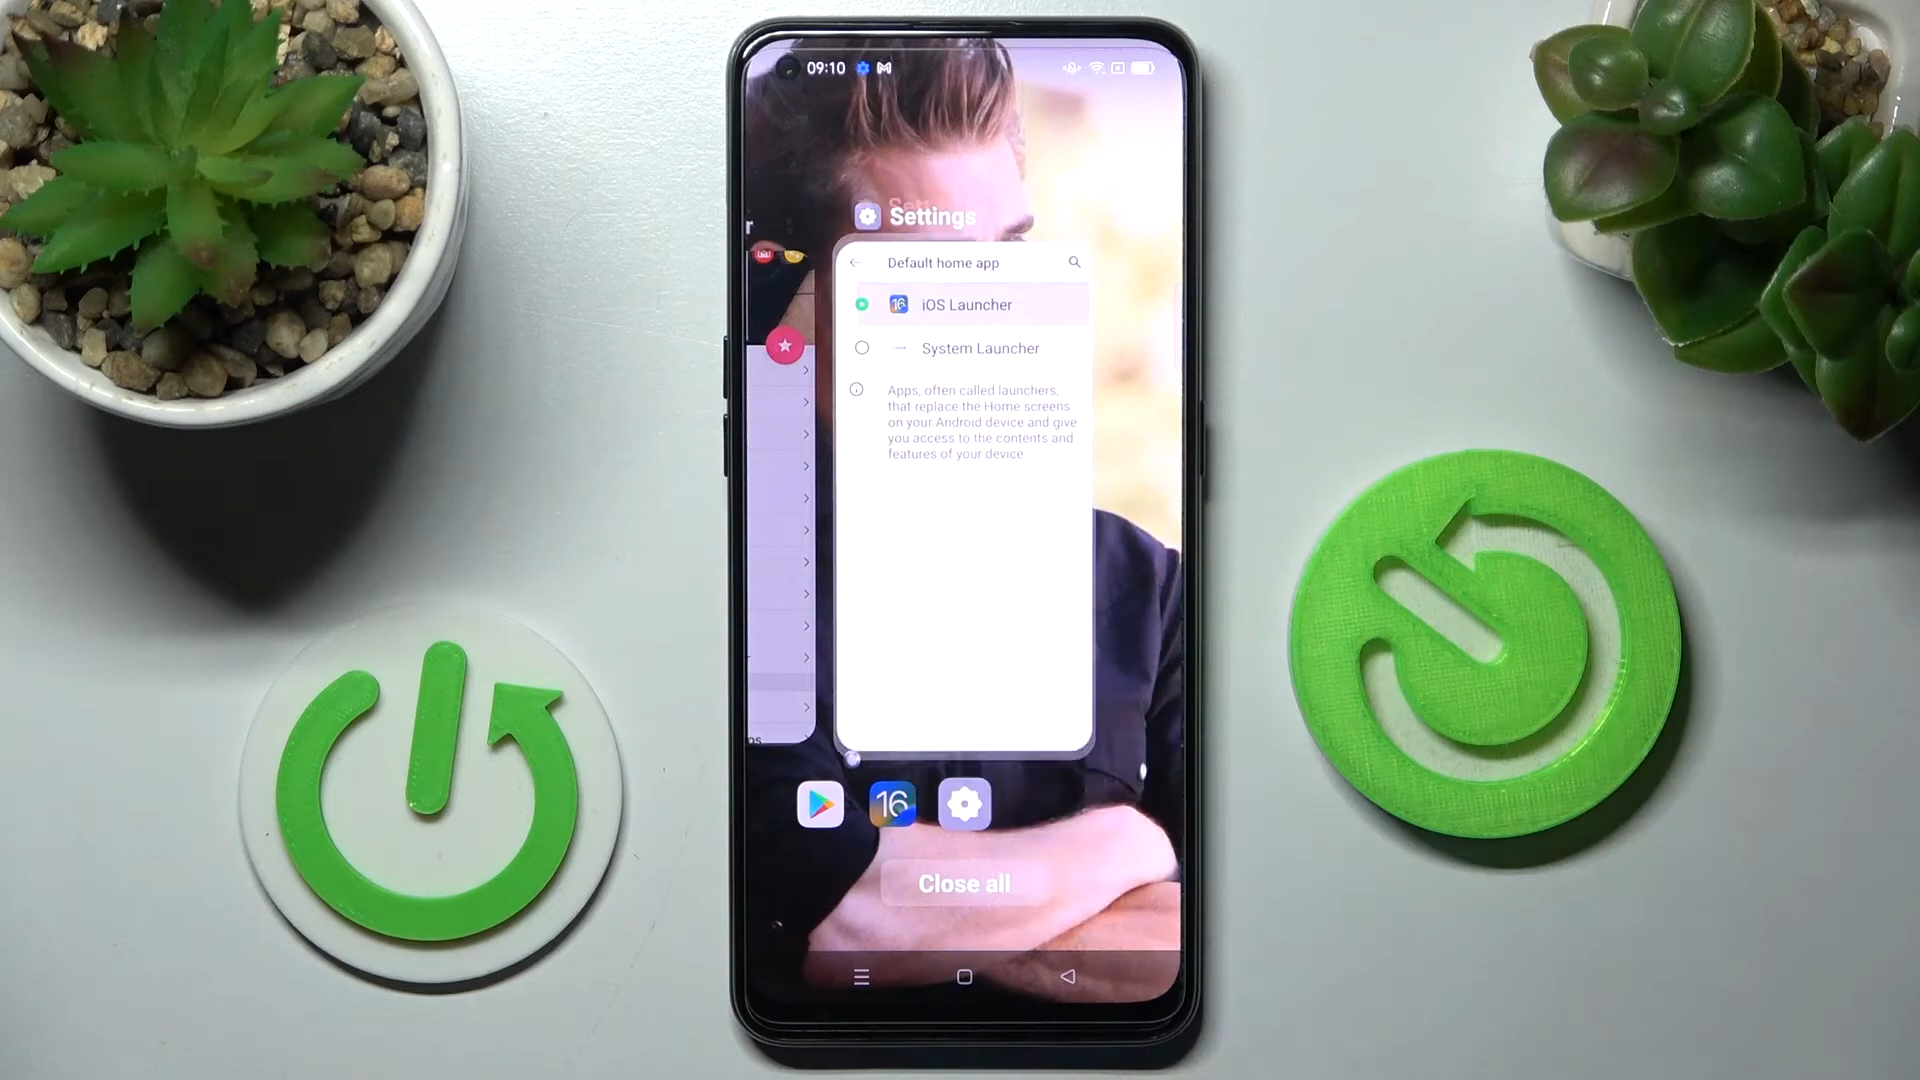 09:10
Settings
Default home app
16 iOS Launcher
System Launcher
Apps, often called launchers,
that replace the Home screens
on your Android device and give
you access to the contents and
features of your device
16
Close all